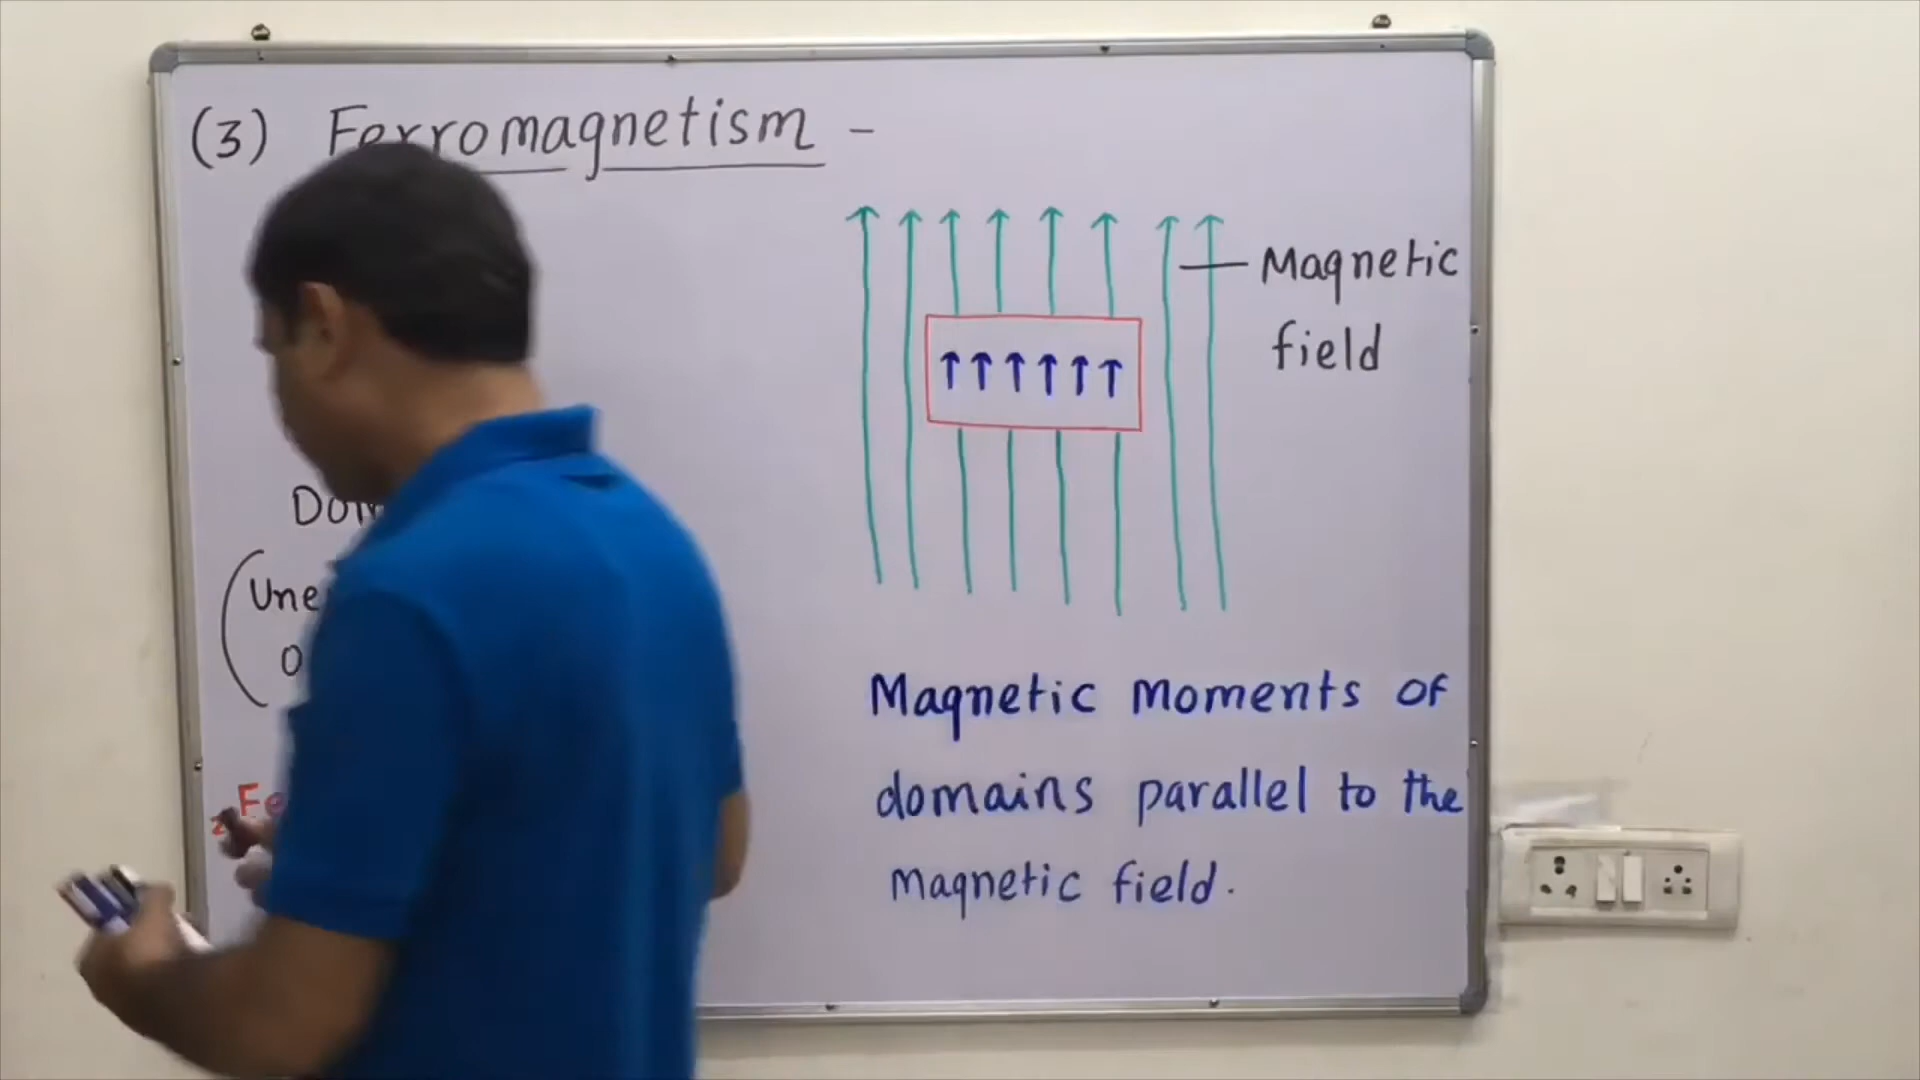 (3) Ferromagnetism -
Magnetic
field
Magnetic moments of
domains parallel to the
magnetic field.